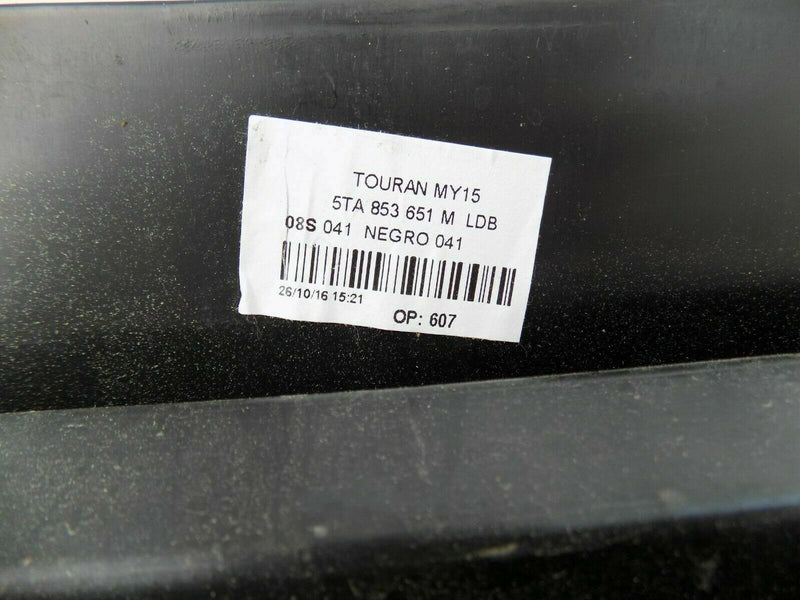 TOURAN MY15
5TA 853 651 M LDB
08S 041 NEGRO 041
26/10/16 15:21
OP: 607